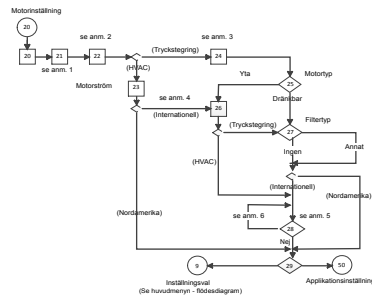 Motorinställning
20
se anm. 2
se anm. 3
(Tryckstegring)
20
21
22
24
Motortyp
se anm. 1
(HVAC)
Yta
25
Motorström
23
se anm. 4
Dränkbar
26
Filtertyp
(Internationell)
(Tryckstegring)
27
Annat
Ingen
(HVAC)
(Internationell)
(Nordamerika)
(Nordamerika)
se anm. 6
se anm. 5
28
Nej
9
29
50
Inställningsval
Applikationsinställning
(Se huvudmenyn - flödesdiagram)